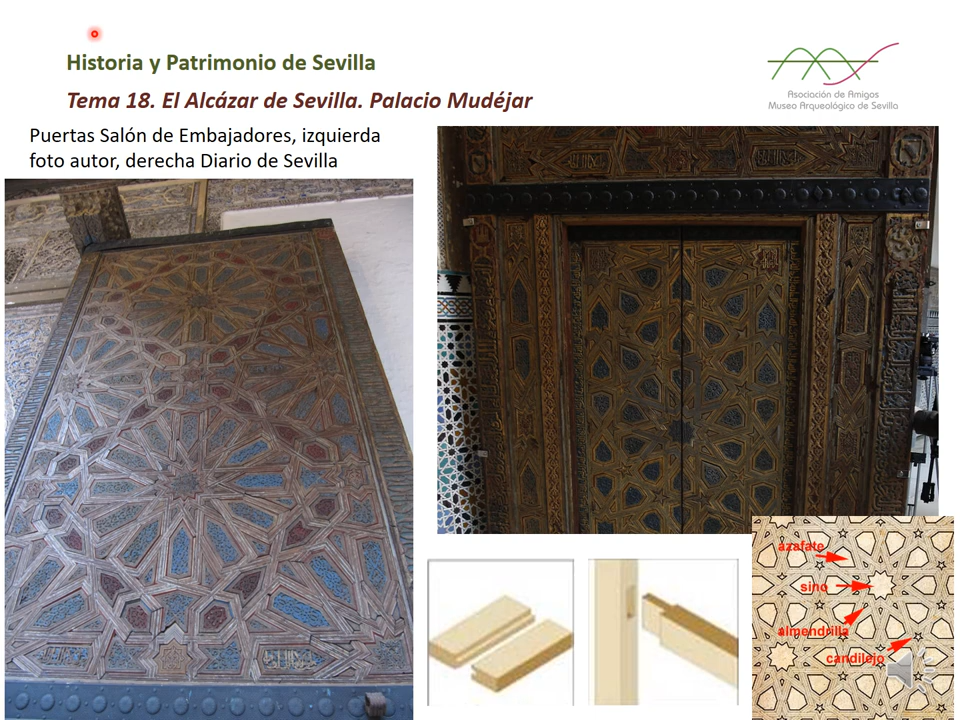 Historia y Patrimonio de Sevilla
Tema 18. El Alcázar de Sevilla. Palacio Mudéjar
Asociación de Amigos
Museo Arqueológico de Sevilla
Puertas Salón de Embajadores, izquierda
foto autor, derecha Diario de Sevilla
azafate
sino
almendrilla
candilejo